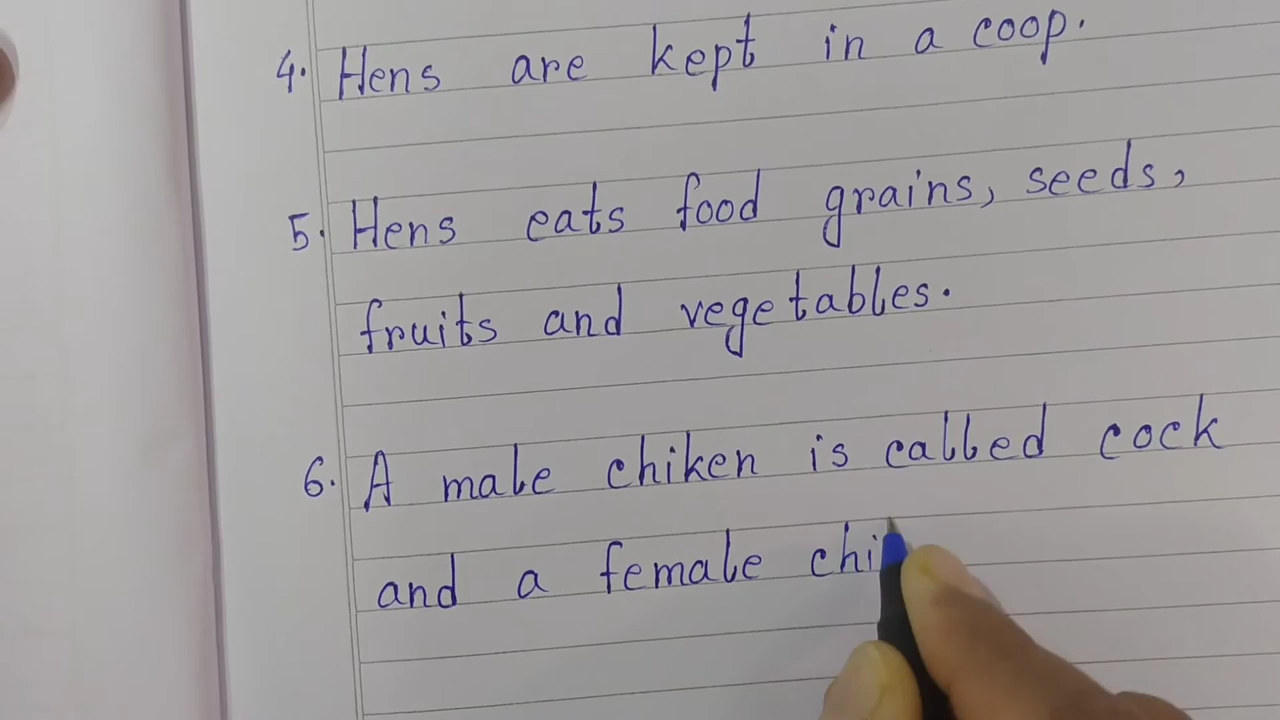 4. Hens are kept in a coop.
5. Hens eats food grains, seeds,
fruits and vegetables.
6. A male chiken is called cock
and a female chi